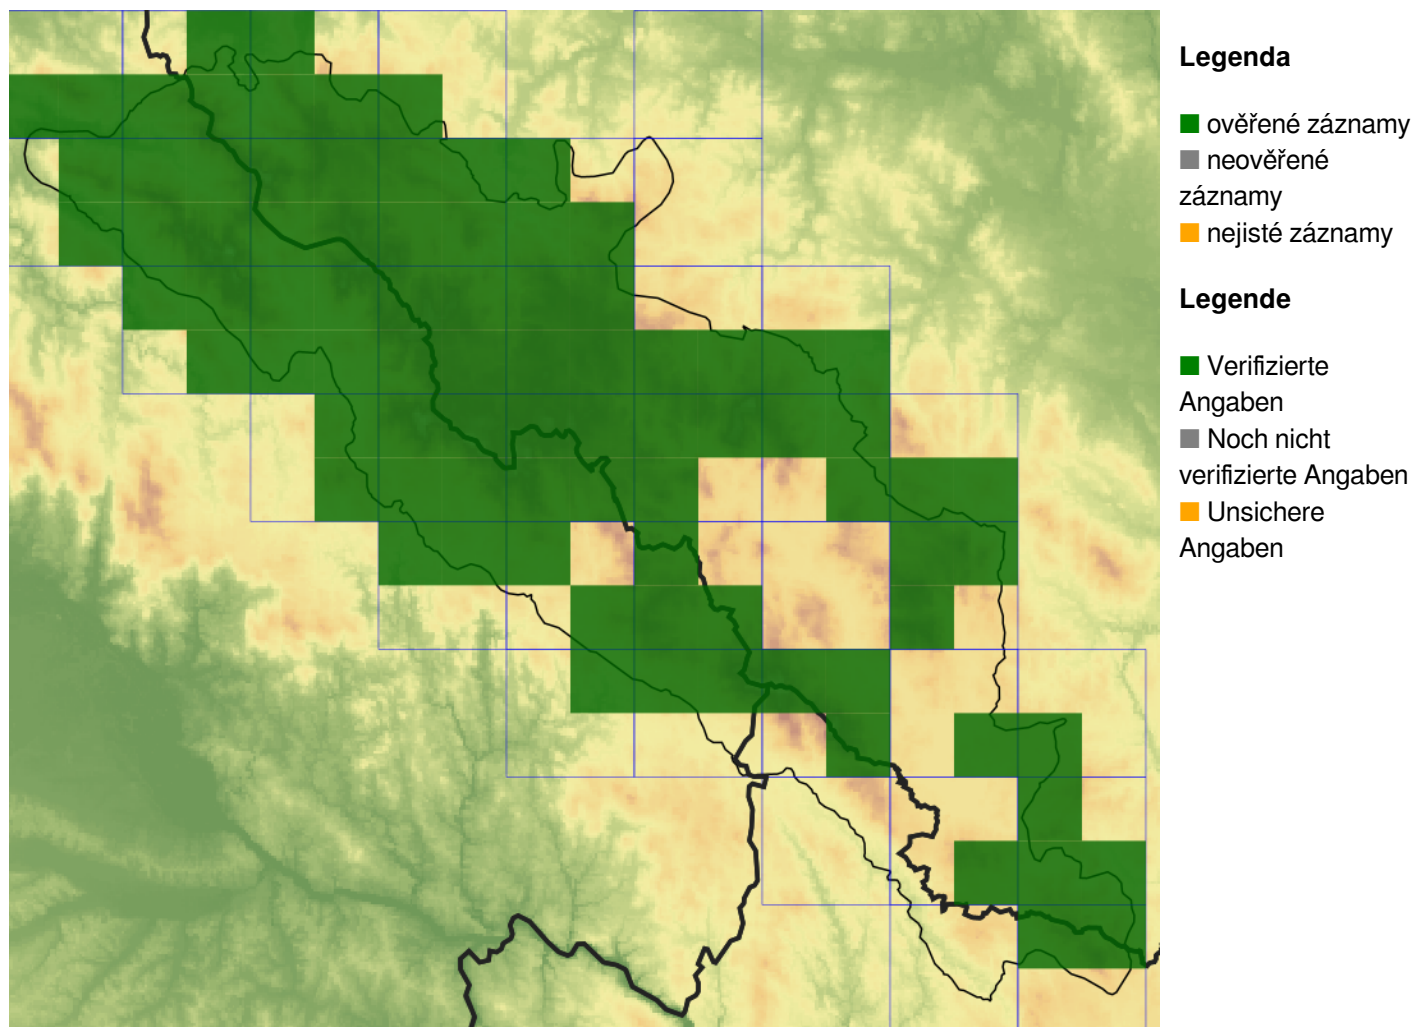 Legenda
ověřené záznamy
neověřené
záznamy
nejisté záznamy
Legende
Verifizierte
Angaben
Noch nicht
verifizierte Angaben
Unsichere
Angaben